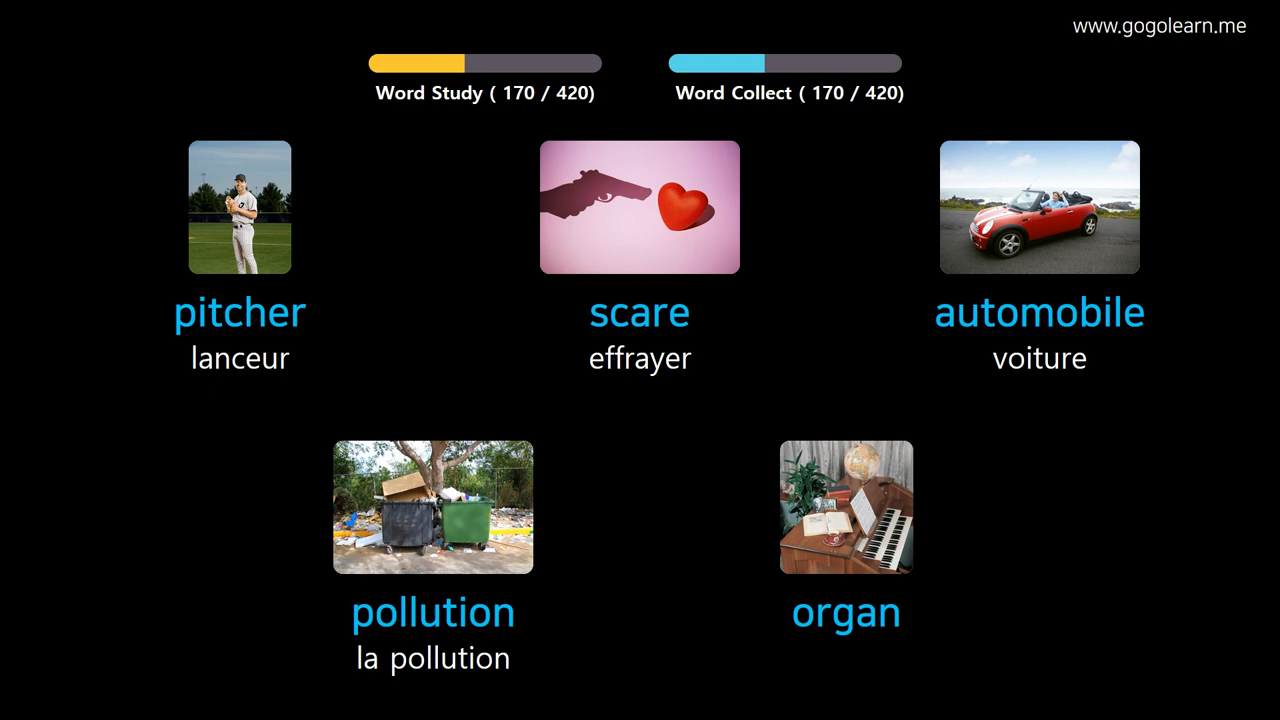 www.gogolearn.me
Word Study ( 170 / 420)
Word Collect ( 170 / 420)
pitcher
lanceur
scare
effrayer
automobile
voiture
pollution
la pollution
organ